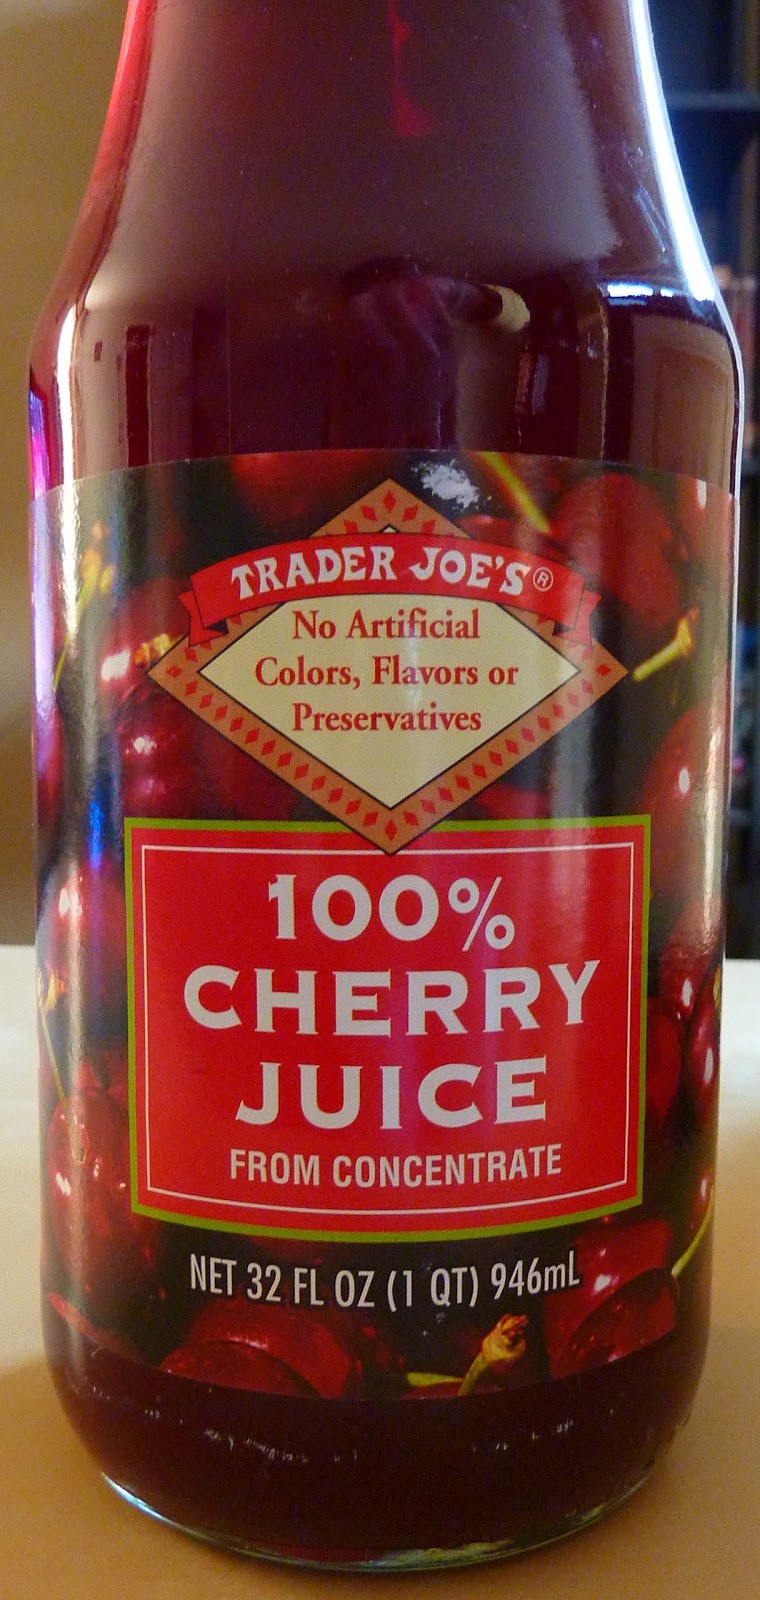 TRADER JOE'S®
No Artificial
Colors, Flavors or
Preservatives
100%
CHERRY
JUICE
FROM CONCENTRATE
NET 32 FL OZ (1 QT) 946mL